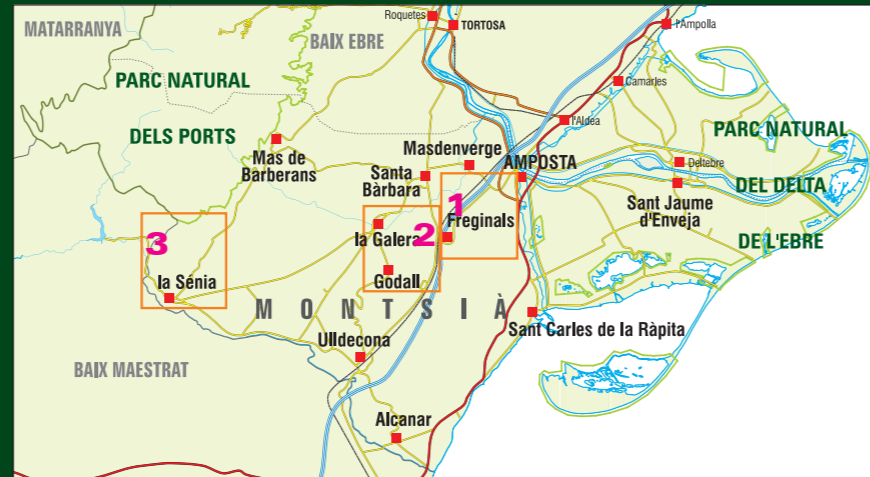 Roquetes
MATARRANYA
TORTOSA
l'Ampolla
BAIX EBRE
PARC NATURAL
Camarles
DELS PORTS
l'Aldea
PARC NATURAL
Mas de
Barberans
Masdenverge
AMPOSTA
Deltebre
Santa
Bàrbara
DEL DELTA
Sant Jaume
d'Enveja
1
Freginals
2
la Galera
3
DE L'EBRE
Godall
la Sénia
MONTSIÀ
Sant Carles de la Ràpita
Ulldecona
BAIX MAESTRAT
Alcanar